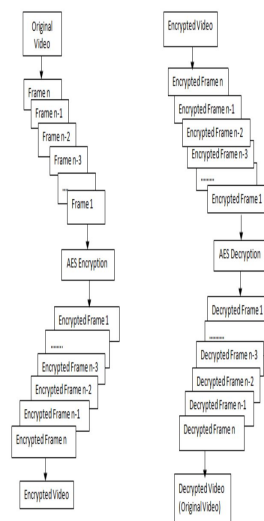 Original
Video
Frame n
Frame n-1
Frame n-2
Frame n-3
........
Frame 1
AES Encryption
Encrypted Frame 1
........
Encrypted Frame n-3
Encrypted Frame n-2
Encrypted Frame n-1
Encrypted Frame n
Encrypted Video
Encrypted Video
Encrypted Frame n
Encrypted Frame n-1
Encrypted Frame n-2
Encrypted Frame n-3
........
Encrypted Frame 1
AES Decryption
Decrypted Frame 1
........
Decrypted Frame n-3
Decrypted Frame n-2
Decrypted Frame n-1
Decrypted Frame n
Decrypted Video
(Original Video)